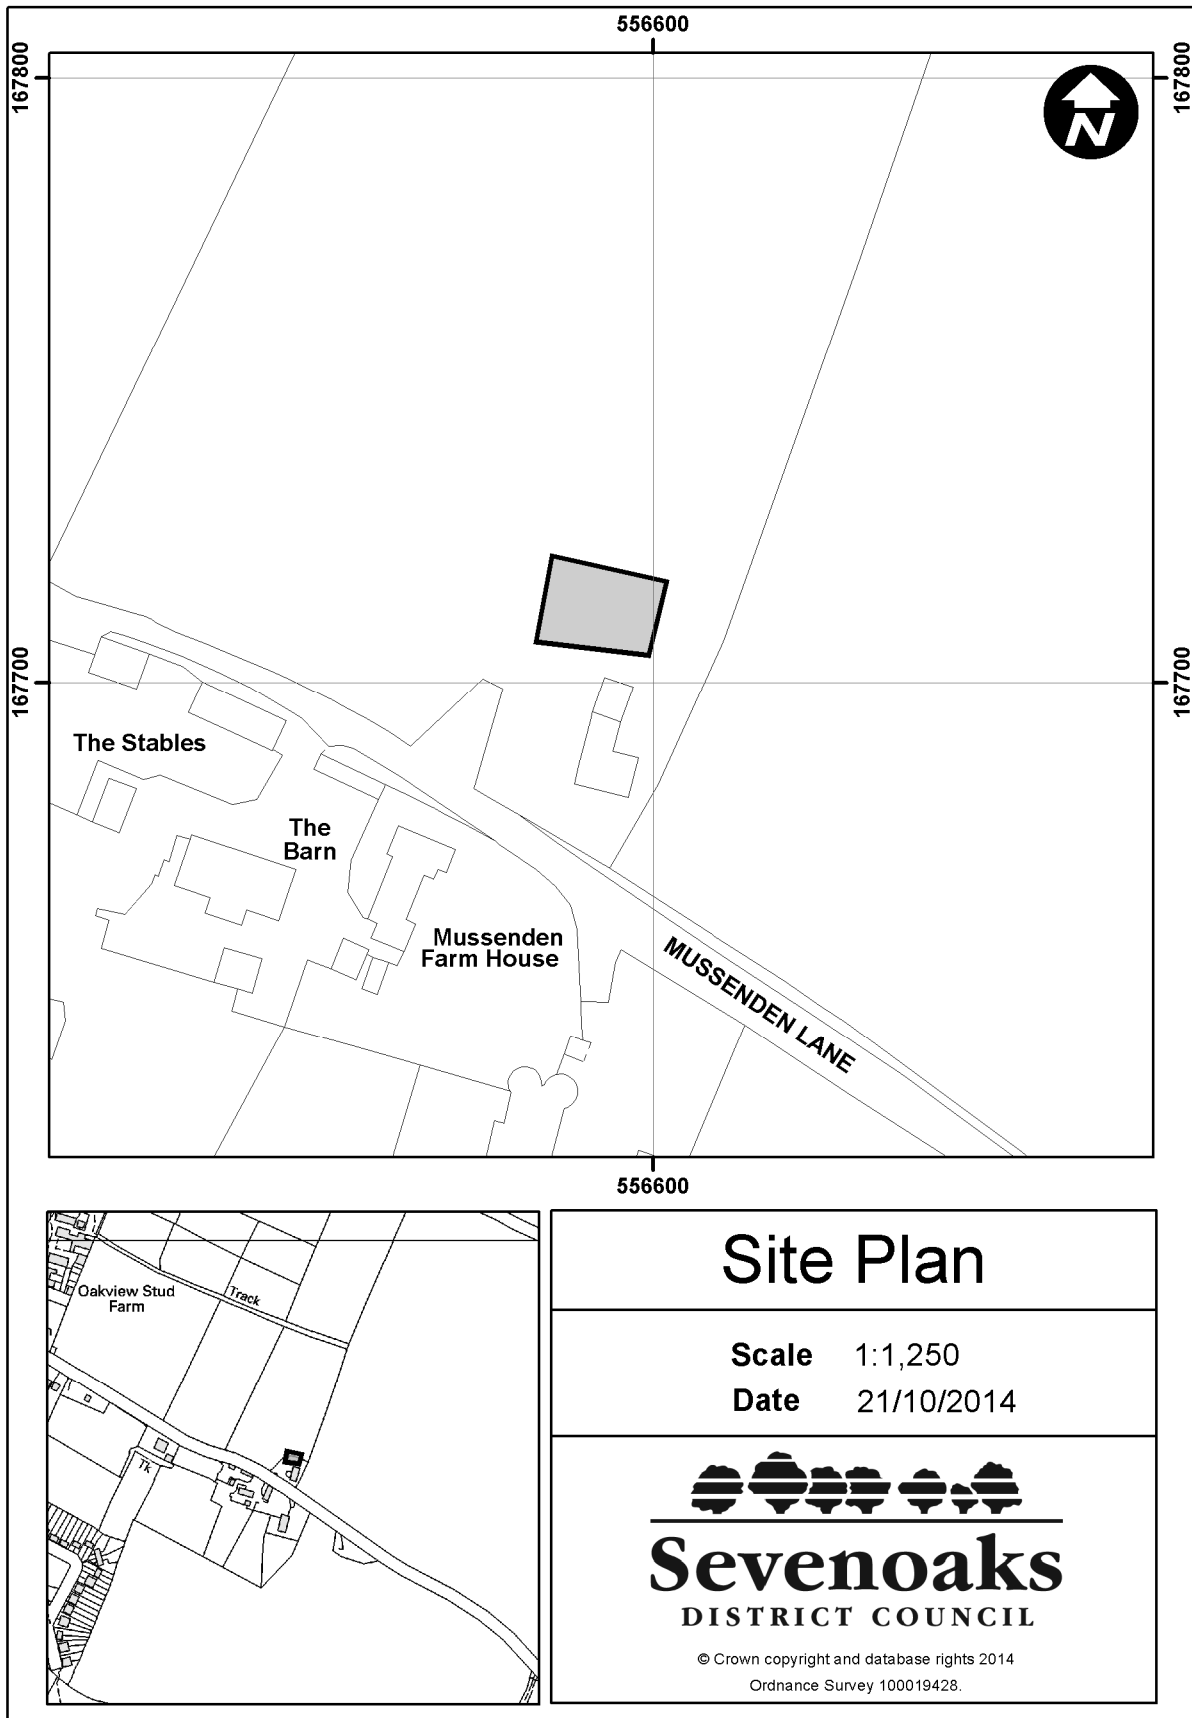 556600
167800
167800
N
167700
167700
The Stables
The
Barn
Mussenden
Farm House
MUSSENDEN LANE
556600
Oakview Stud
Farm
Track
Tk
Site Plan
Scale 1:1,250
Date 21/10/2014
Sevenoaks
DISTRICT COUNCIL
© Crown copyright and database rights 2014
Ordnance Survey 100019428.